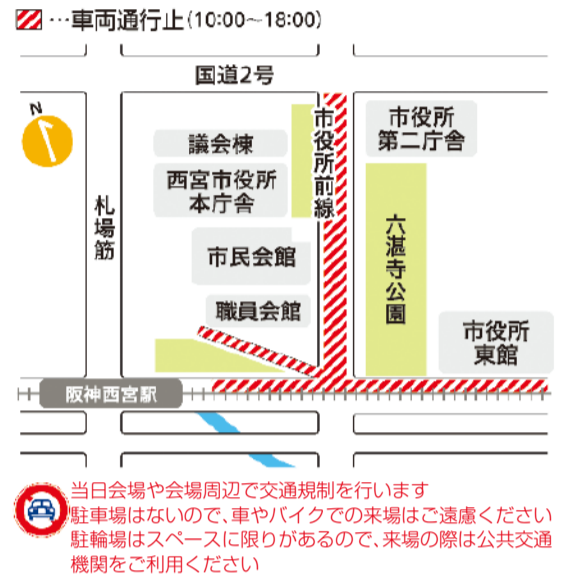 …車両通行止(10:00〜18:00)
国道2号
N
市役所前線
市役所
第二庁舎
議会棟
西宮市役所
本庁舎
札場筋
六湛寺公園
市民会館
職員会館
市役所
東館
阪神西宮駅
当日会場や会場周辺で交通規制を行います
駐車場はないので、車やバイクでの来場はご遠慮ください
駐輪場はスペースに限りがあるので、来場の際は公共交通
機関をご利用ください